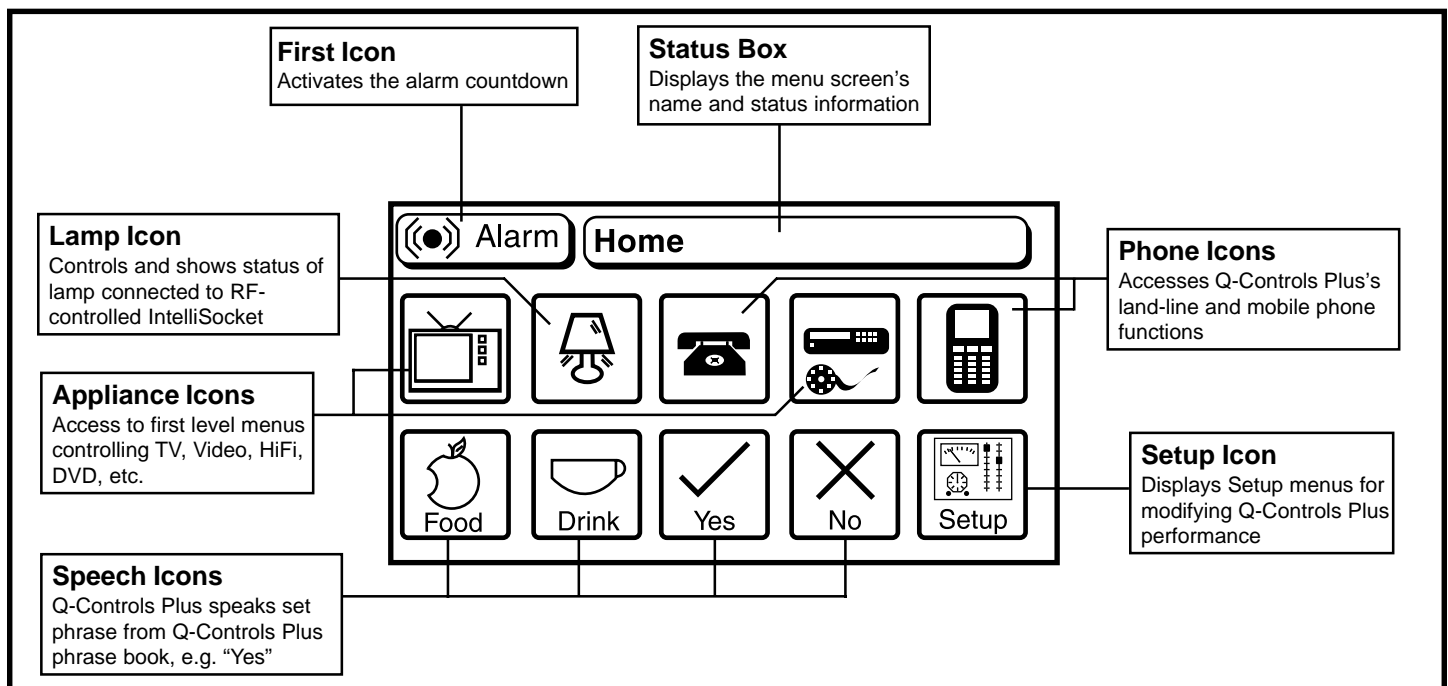 First Icon
Activates the alarm countdown
Status Box
Displays the menu screen's
name and status information
Lamp Icon
Controls and shows status of
lamp connected to RF-
controlled IntelliSocket
Alarm
Home
Phone Icons
Accesses Q-Controls Plus's
land-line and mobile phone
functions
Appliance Icons
Access to first level menus
controlling TV, Video, HiFi,
DVD, etc.
Food
Drink
Yes
No
Setup
Setup Icon
Displays Setup menus for
modifying Q-Controls Plus
performance
Speech Icons
Q-Controls Plus speaks set
phrase from Q-Controls Plus
phrase book, e.g. “Yes”